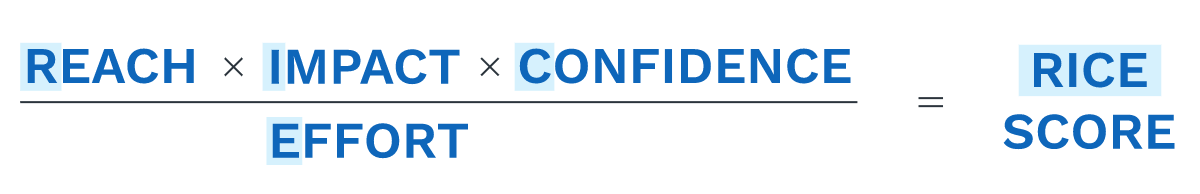 REACH × IMPACT × CONFIDENCE
EFFORT
=
RICE
SCORE